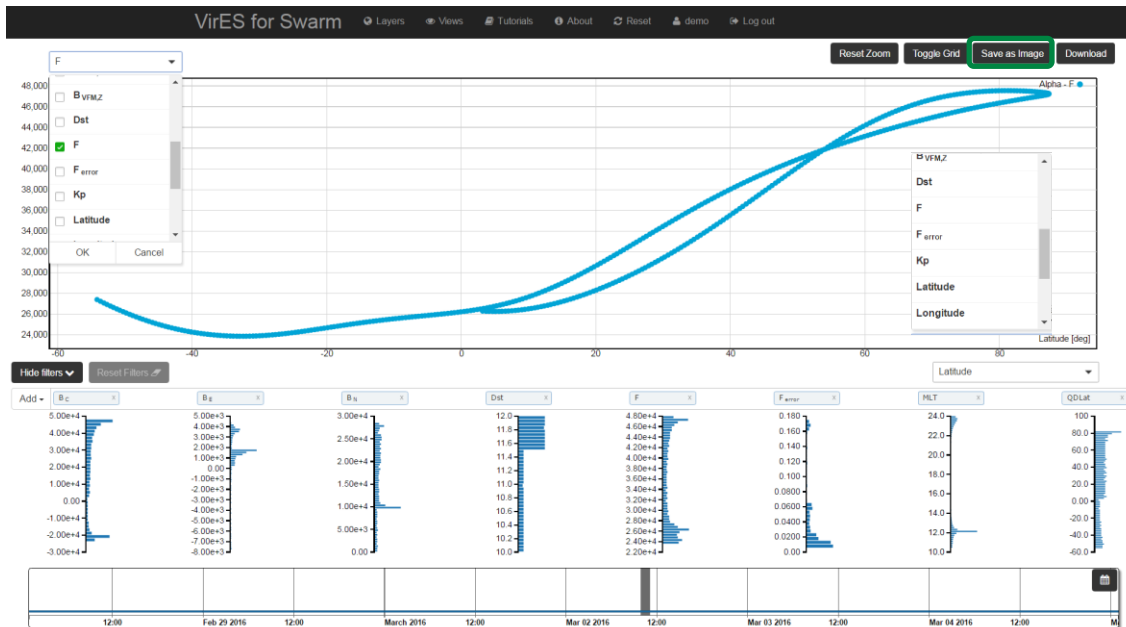 VirES for Swarm Layers Views Tutorials About Reset demo Log out
F
Reset Zoom Toggle Grid Save as Image Download
Alpha - F
48,000
46,000
44,000
42,000
40,000
38,000
36,000
34,000
32,000
30,000
28,000
26,000
24,000
B VFM,Z
Dst
F
F error
Kp
Latitude
OK Cancel
B VFM,Z
Dst
F
F error
Kp
Latitude
Longitude
Latitude [deg]
-60 -40 -20 0 20 40 60 80
Hide filters Reset Filters Latitude
Add B C x B E x B N x Dst x F x F error x MLT x QDLat x
5.00e+4
4.00e+4
3.00e+4
2.00e+4
1.00e+4
0.00
-1.00e+4
-2.00e+4
-3.00e+4
5.00e+3
4.00e+3
3.00e+3
2.00e+3
1.00e+3
0.00
-1.00e+3
-2.00e+3
-3.00e+3
-4.00e+3
-5.00e+3
-6.00e+3
-7.00e+3
-8.00e+3
3.00e+4
2.50e+4
2.00e+4
1.50e+4
1.00e+4
5.00e+3
0.00
12.0
11.8
11.6
11.4
11.2
11.0
10.8
10.6
10.4
10.2
10.0
4.80e+4
4.60e+4
4.40e+4
4.20e+4
4.00e+4
3.80e+4
3.60e+4
3.40e+4
3.20e+4
3.00e+4
2.80e+4
2.60e+4
2.40e+4
2.20e+4
0.180
0.160
0.140
0.120
0.100
0.0800
0.0600
0.0400
0.0200
0.00
24.0
22.0
20.0
18.0
16.0
14.0
12.0
10.0
100
80.0
60.0
40.0
20.0
0.00
-20.0
-40.0
-60.0
12:00 Feb 29 2016 12:00 March 2016 12:00 Mar 02 2016 12:00 Mar 03 2016 12:00 Mar 04 2016 12:00